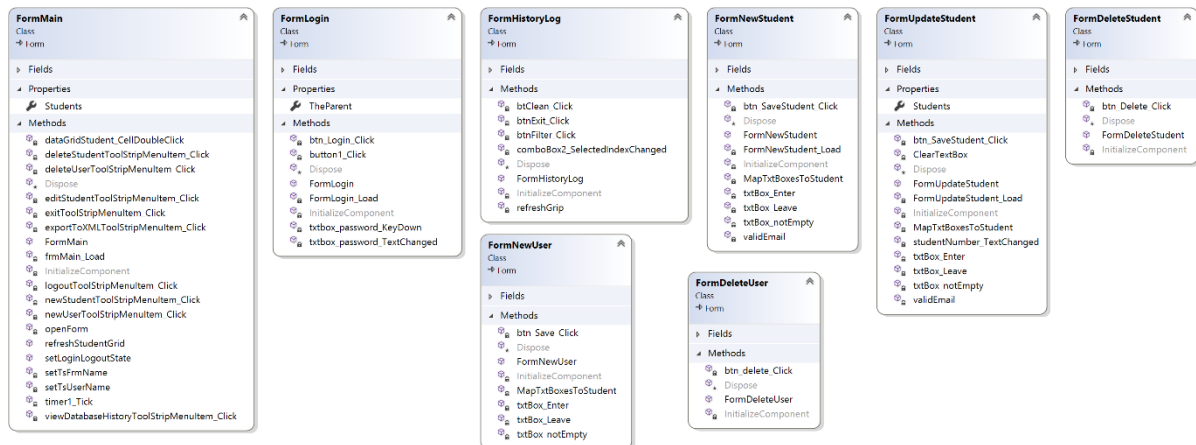 FormMain
Class
Form
Fields
Properties
Students
Methods
dataGridStudent_CellDoubleClick
deleteStudentToolStripMenuItem_Click
deleteUserToolStripMenuItem_Click
Dispose
editStudentToolStripMenuItem_Click
exitToolStripMenuItem_Click
exportToXMLToolStripMenuItem_Click
FormMain
frmMain_Load
InitializeComponent
logoutToolStripMenuItem_Click
newStudentToolStripMenuItem_Click
newUserToolStripMenuItem_Click
openForm
refreshStudentGrid
setLoginLogoutState
setTsFrmName
setTsUserName
timer1_Tick
viewDatabaseHistoryToolStripMenuItem_Click
FormLogin
Class
Form
Fields
Properties
TheParent
Methods
btn_Login_Click
button1_Click
Dispose
FormLogin
FormLogin_Load
InitializeComponent
txtbox_password_KeyDown
txtbox_password_TextChanged
FormHistoryLog
Class
Form
Fields
Methods
btClean_Click
btnExit_Click
btnFilter_Click
comboBox2_SelectedIndexChanged
Dispose
FormHistoryLog
InitializeComponent
refreshGrip
FormNewUser
Class
Form
Fields
Methods
btn_Save_Click
Dispose
FormNewUser
InitializeComponent
MapTxtBoxesToStudent
txtBox_Enter
txtBox_Leave
txtBox_notEmpty
FormNewStudent
Class
Form
Fields
Methods
btn_SaveStudent_Click
Dispose
FormNewStudent
FormNewStudent_Load
InitializeComponent
MapTxtBoxesToStudent
txtBox_Enter
txtBox_Leave
txtBox_notEmpty
validEmail
FormDeleteUser
Class
Form
Fields
Methods
btn_delete_Click
Dispose
FormDeleteUser
InitializeComponent
FormUpdateStudent
Class
Form
Fields
Properties
Students
Methods
btn_SaveStudent_Click
ClearTextBox
Dispose
FormUpdateStudent
FormUpdateStudent_Load
InitializeComponent
MapTxtBoxesToStudent
studentNumber_TextChanged
txtBox_Enter
txtBox_Leave
txtBox_notEmpty
validEmail
FormDeleteStudent
Class
Form
Fields
Methods
btn_Delete_Click
Dispose
FormDeleteStudent
InitializeComponent